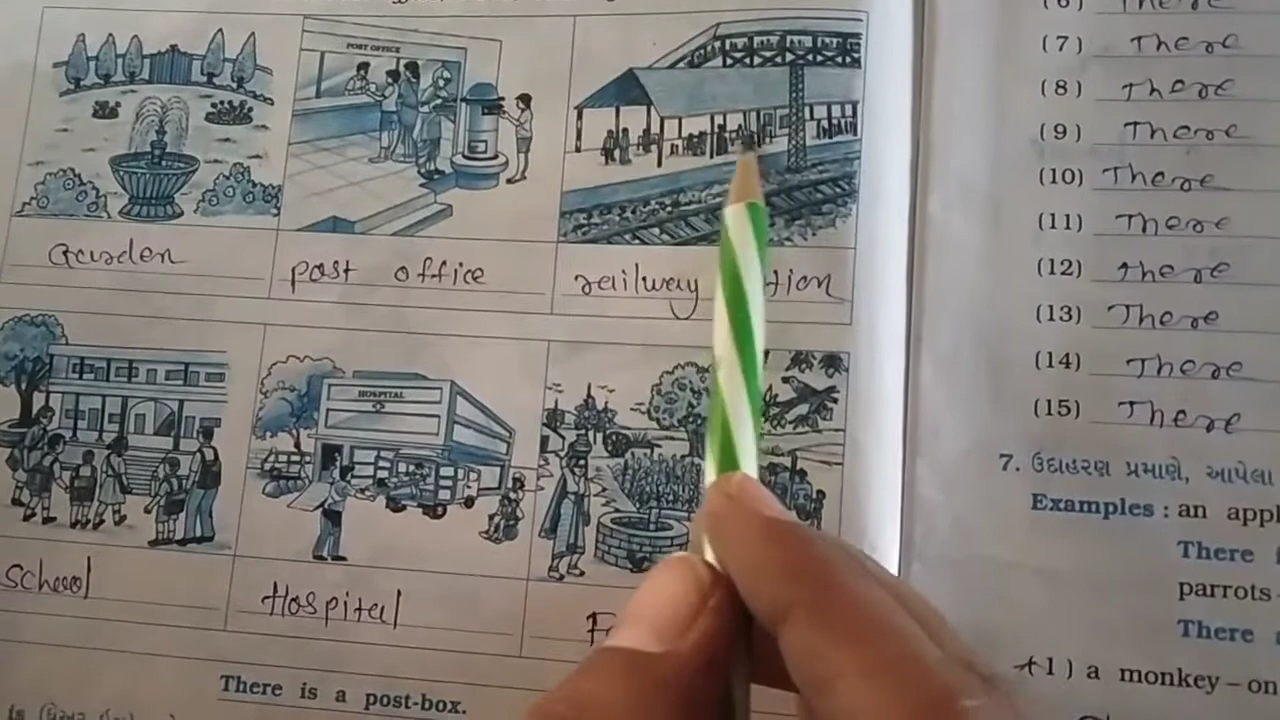 POST OFFICE
Garden
post office
railway tion
School
HOSPITAL
Hospital
There is a post-box.
There
(7) There
(8) There
(9) There
(10) There
(11) There
(12) there
(13) There
(14) There
(15) There
7. ઉદાહરણ પ્રમાણે, આપેલા
Examples : an appl
There
parrots
There
1) a monkey – on